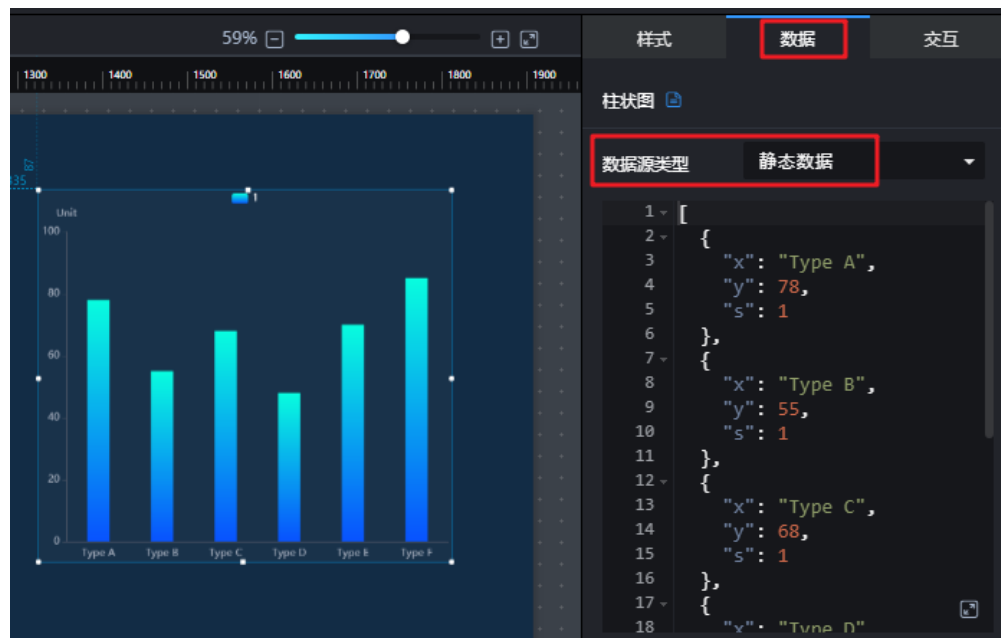 59%
样式 数据 交互
1300 1400 1500 1600 1700 1800 1900
柱状图
87
335
数据源类型 静态数据
1
Unit
100
80
60
40
20
0
Type A Type B Type C Type D Type E Type F
1 [
2 {
3 "x": "Type A",
4 "y": 78,
5 "s": 1
6 },
7 {
8 "x": "Type B",
9 "y": 55,
10 "s": 1
11 },
12 {
13 "x": "Type C",
14 "y": 68,
15 "s": 1
16 },
17 {
18 "x": "Type D"